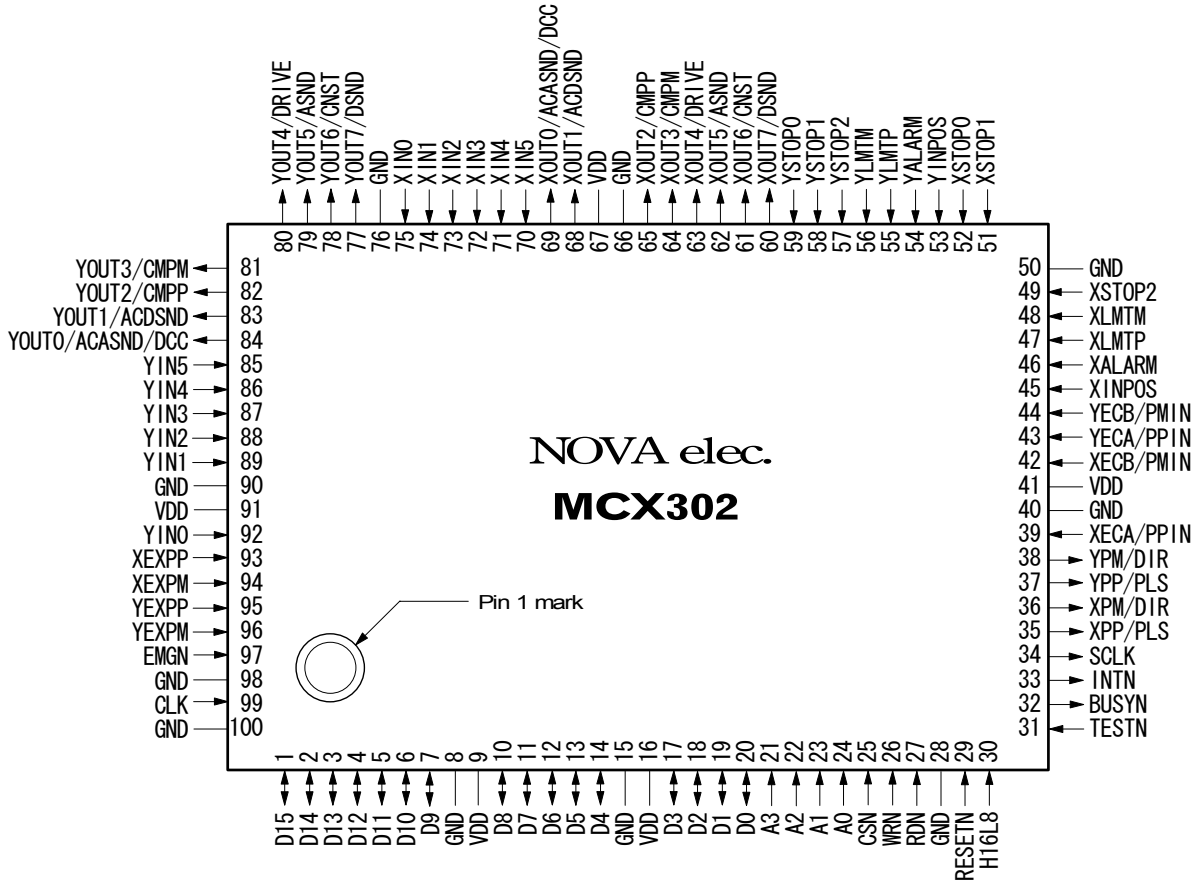 YOUT4/DRIVE
YOUT5/ASND
YOUT6/CNST
YOUT7/DSND
GND
XIN0
XIN1
XIN2
XIN3
XIN4
XIN5
XOUT0/ACASND/DCC
XOUT1/ACDSND
VDD
GND
XOUT2/CMPP
XOUT3/CMPM
XOUT4/DRIVE
XOUT5/ASND
XOUT6/CNST
XOUT7/DSND
YSTOP0
YSTOP1
YSTOP2
YLMTM
YLMTP
YALARM
YINPOS
XSTOP0
XSTOP1
80 79 78 77 76 75 74 73 72 71 70 69 68 67 66 65 64 63 62 61 60 59 58 57 56 55 54 53 52 51
YOUT3/CMPM 81
YOUT2/CMPP 82
YOUT1/ACDSND 83
YOUT0/ACASND/DCC 84
YIN5 85
YIN4 86
YIN3 87
YIN2 88
YIN1 89
GND 90
VDD 91
YIN0 92
XEXPP 93
XEXPM 94
YEXPP 95
YEXPM 96
EMGN 97
GND 98
CLK 99
GND 100
NOVA elec.
MCX302
Pin 1 mark
50 GND
49 XSTOP2
48 XLMTM
47 XLMTP
46 XALARM
45 XINPOS
44 YECB/PMIN
43 YECA/PPIN
42 XECB/PMIN
41 VDD
40 GND
39 XECA/PPIN
38 YPM/DIR
37 YPP/PLS
36 XPM/DIR
35 XPP/PLS
34 SCLK
33 INTN
32 BUSYN
31 TESTN
1 2 3 4 5 6 7 8 9 10 11 12 13 14 15 16 17 18 19 20 21 22 23 24 25 26 27 28 29 30
D15
D14
D13
D12
D11
D10
D9
GND
VDD
D8
D7
D6
D5
D4
GND
VDD
D3
D2
D1
D0
A3
A2
A1
A0
CSN
WRN
RDN
GND
RESETN
H16L8